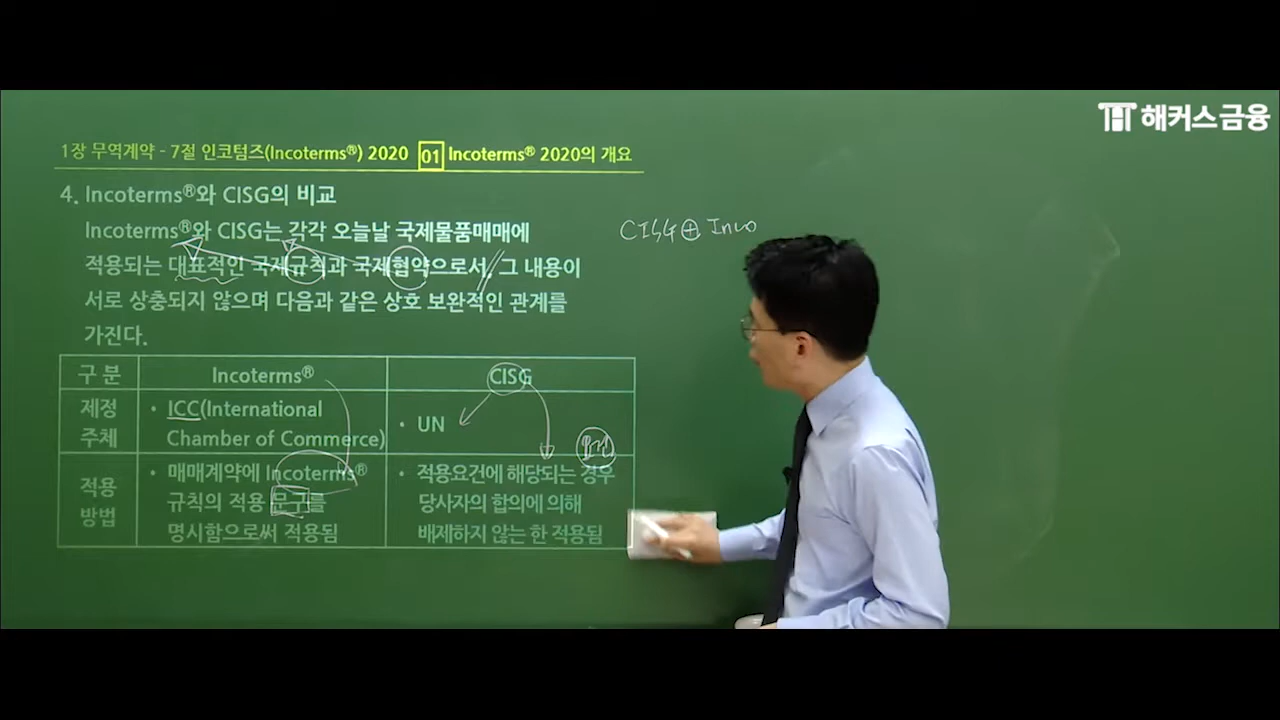 해커스금융
1장 무역계약 - 7절 인코텀즈(Incoterms®) 2020 01 Incoterms® 2020의 개요
4. Incoterms®와 CISG의 비교
Incoterms®와 CISG는 각각 오늘날 국제물품매매에
적용되는 대표적인 국제규칙과 국제협약으로서, 그 내용이
서로 상충되지 않으며 다음과 같은 상호 보완적인 관계를
가진다.
CISG + Inco
구분 Incoterms® CISG
제정 주체
• ICC(International
Chamber of Commerce)
• UN
적용 방법
• 매매계약에 Incoterms®
규칙의 적용 문구를
명시함으로써 적용됨
• 적용요건에 해당되는 경우
당사자의 합의에 의해
배제하지 않는 한 적용됨